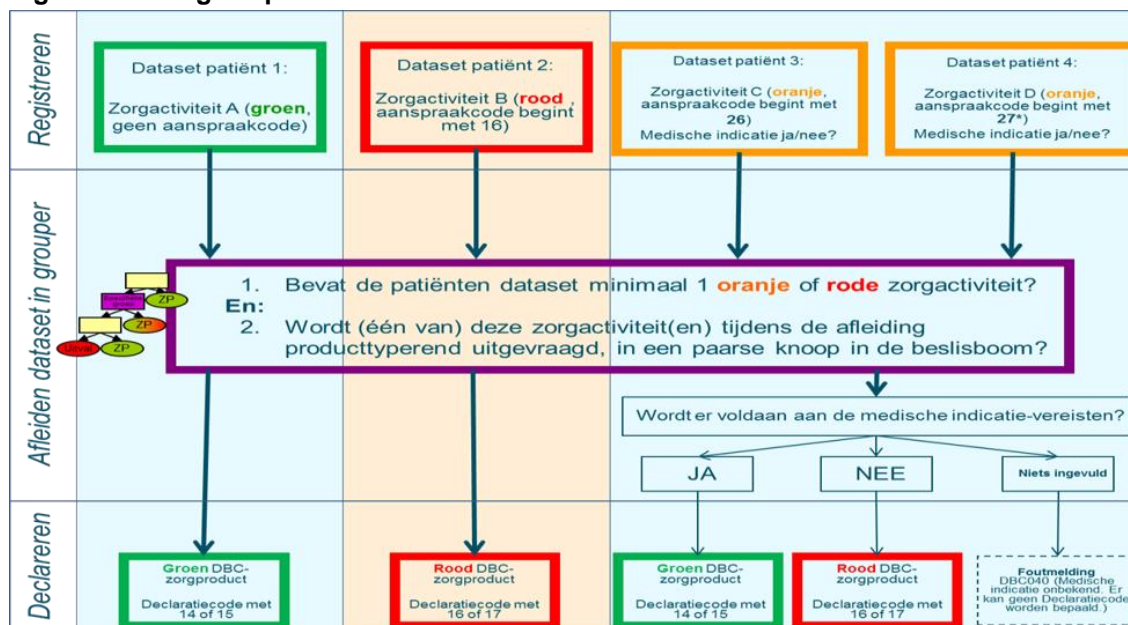 Registreren
Dataset patiënt 1:
Zorgactiviteit A (groen,
geen aanspraakcode)
Dataset patiënt 2:
Zorgactiviteit B (rood ,
aanspraakcode begint
met 16)
Dataset patiënt 3:
Zorgactiviteit C (oranje,
aanspraakcode begint met
26)
Medische indicatie ja/nee?
Dataset patiënt 4:
Zorgactiviteit D (oranje,
aanspraakcode begint met
27*)
Medische indicatie ja/nee?
Afleiden dataset in grouper
ZP
ZP
Uitval
ZP
1. Bevat de patiënten dataset minimaal 1 oranje of rode zorgactiviteit?
En:
2. Wordt (één van) deze zorgactiviteit(en) tijdens de afleiding
producttyperend uitgevraagd, in een paarse knoop in de beslisboom?
Wordt er voldaan aan de medische indicatie-vereisten?
JA
NEE
Niets ingevuld
Declareren
Groen DBC-
zorgproduct
Declaratiecode met
14 of 15
Rood DBC-
zorgproduct
Declaratiecode met
16 of 17
Groen DBC-
zorgproduct
Declaratiecode met
14 of 15
Rood DBC-
zorgproduct
Declaratiecode met
16 of 17
Foutmelding
DBC040 (Medische
indicatie onbekend. Er
kan geen Declaratiecode
worden bepaald.)